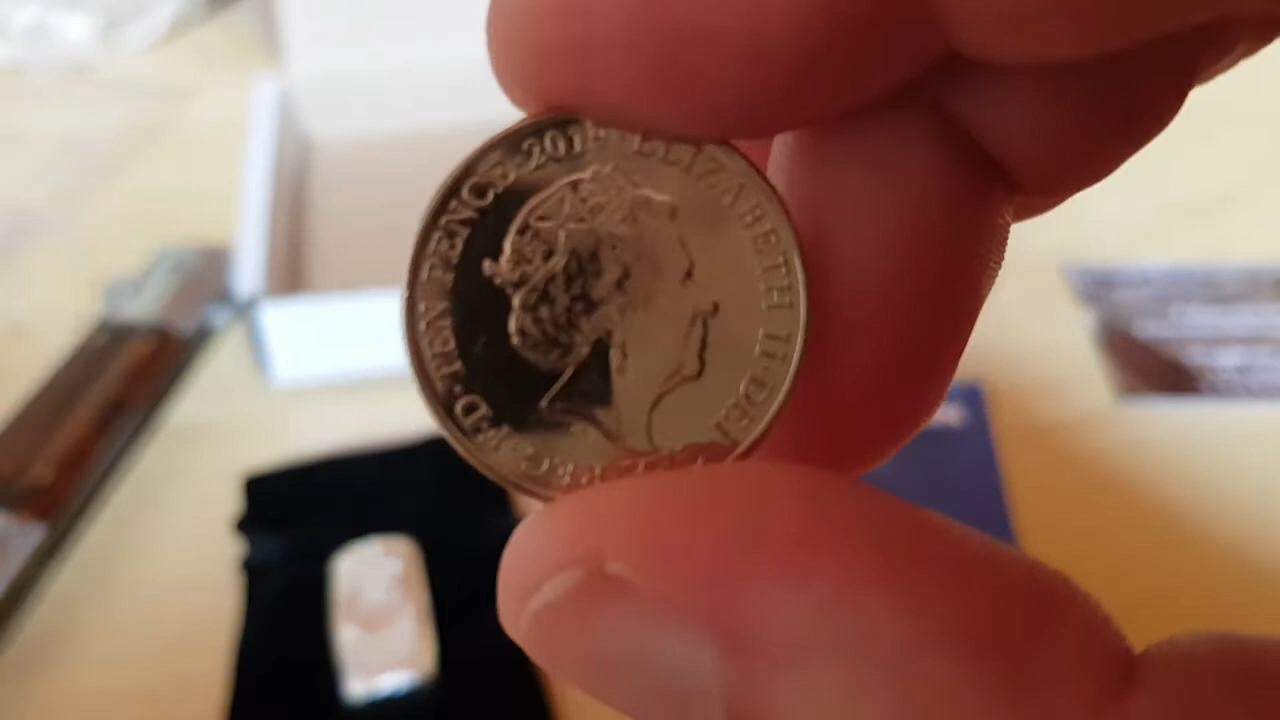 TEN PENCE · 201
ELIZABETH II · DEI
F · D ·